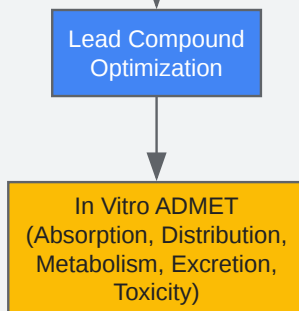 Lead Compound
Optimization
In Vitro ADMET
(Absorption, Distribution,
Metabolism, Excretion,
Toxicity)